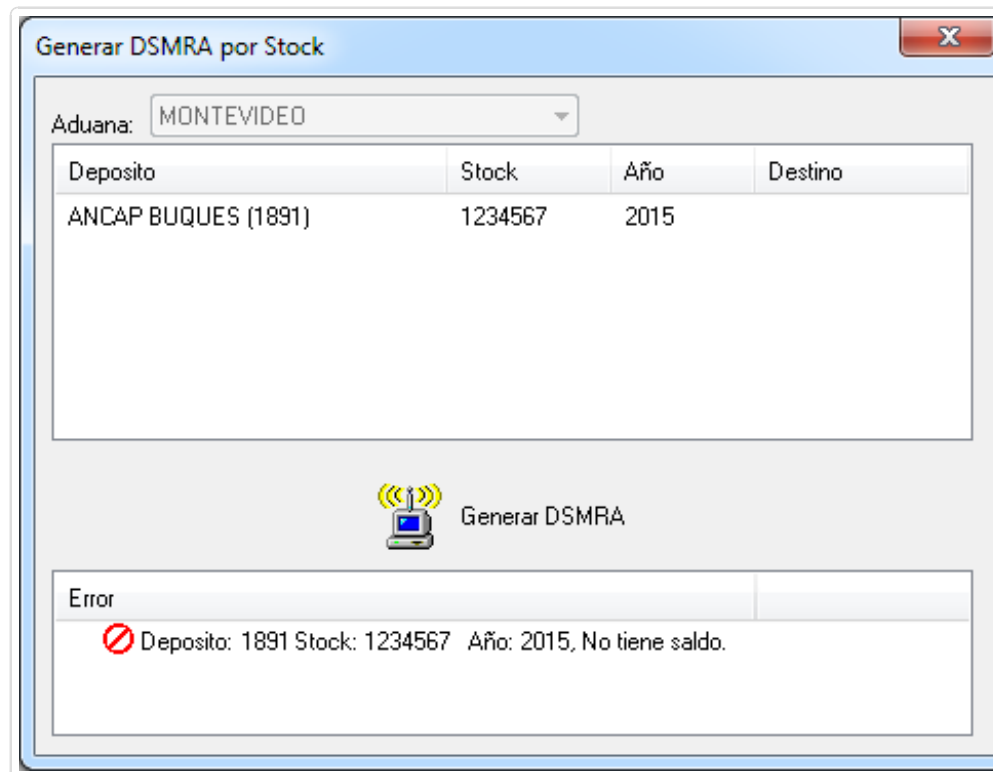 Generar DSMRA por Stock
Aduana: MONTEVIDEO
Deposito Stock Año Destino
ANCAP BUQUES (1891) 1234567 2015
Generar DSMRA
Error
Deposito: 1891 Stock: 1234567 Año: 2015, No tiene saldo.